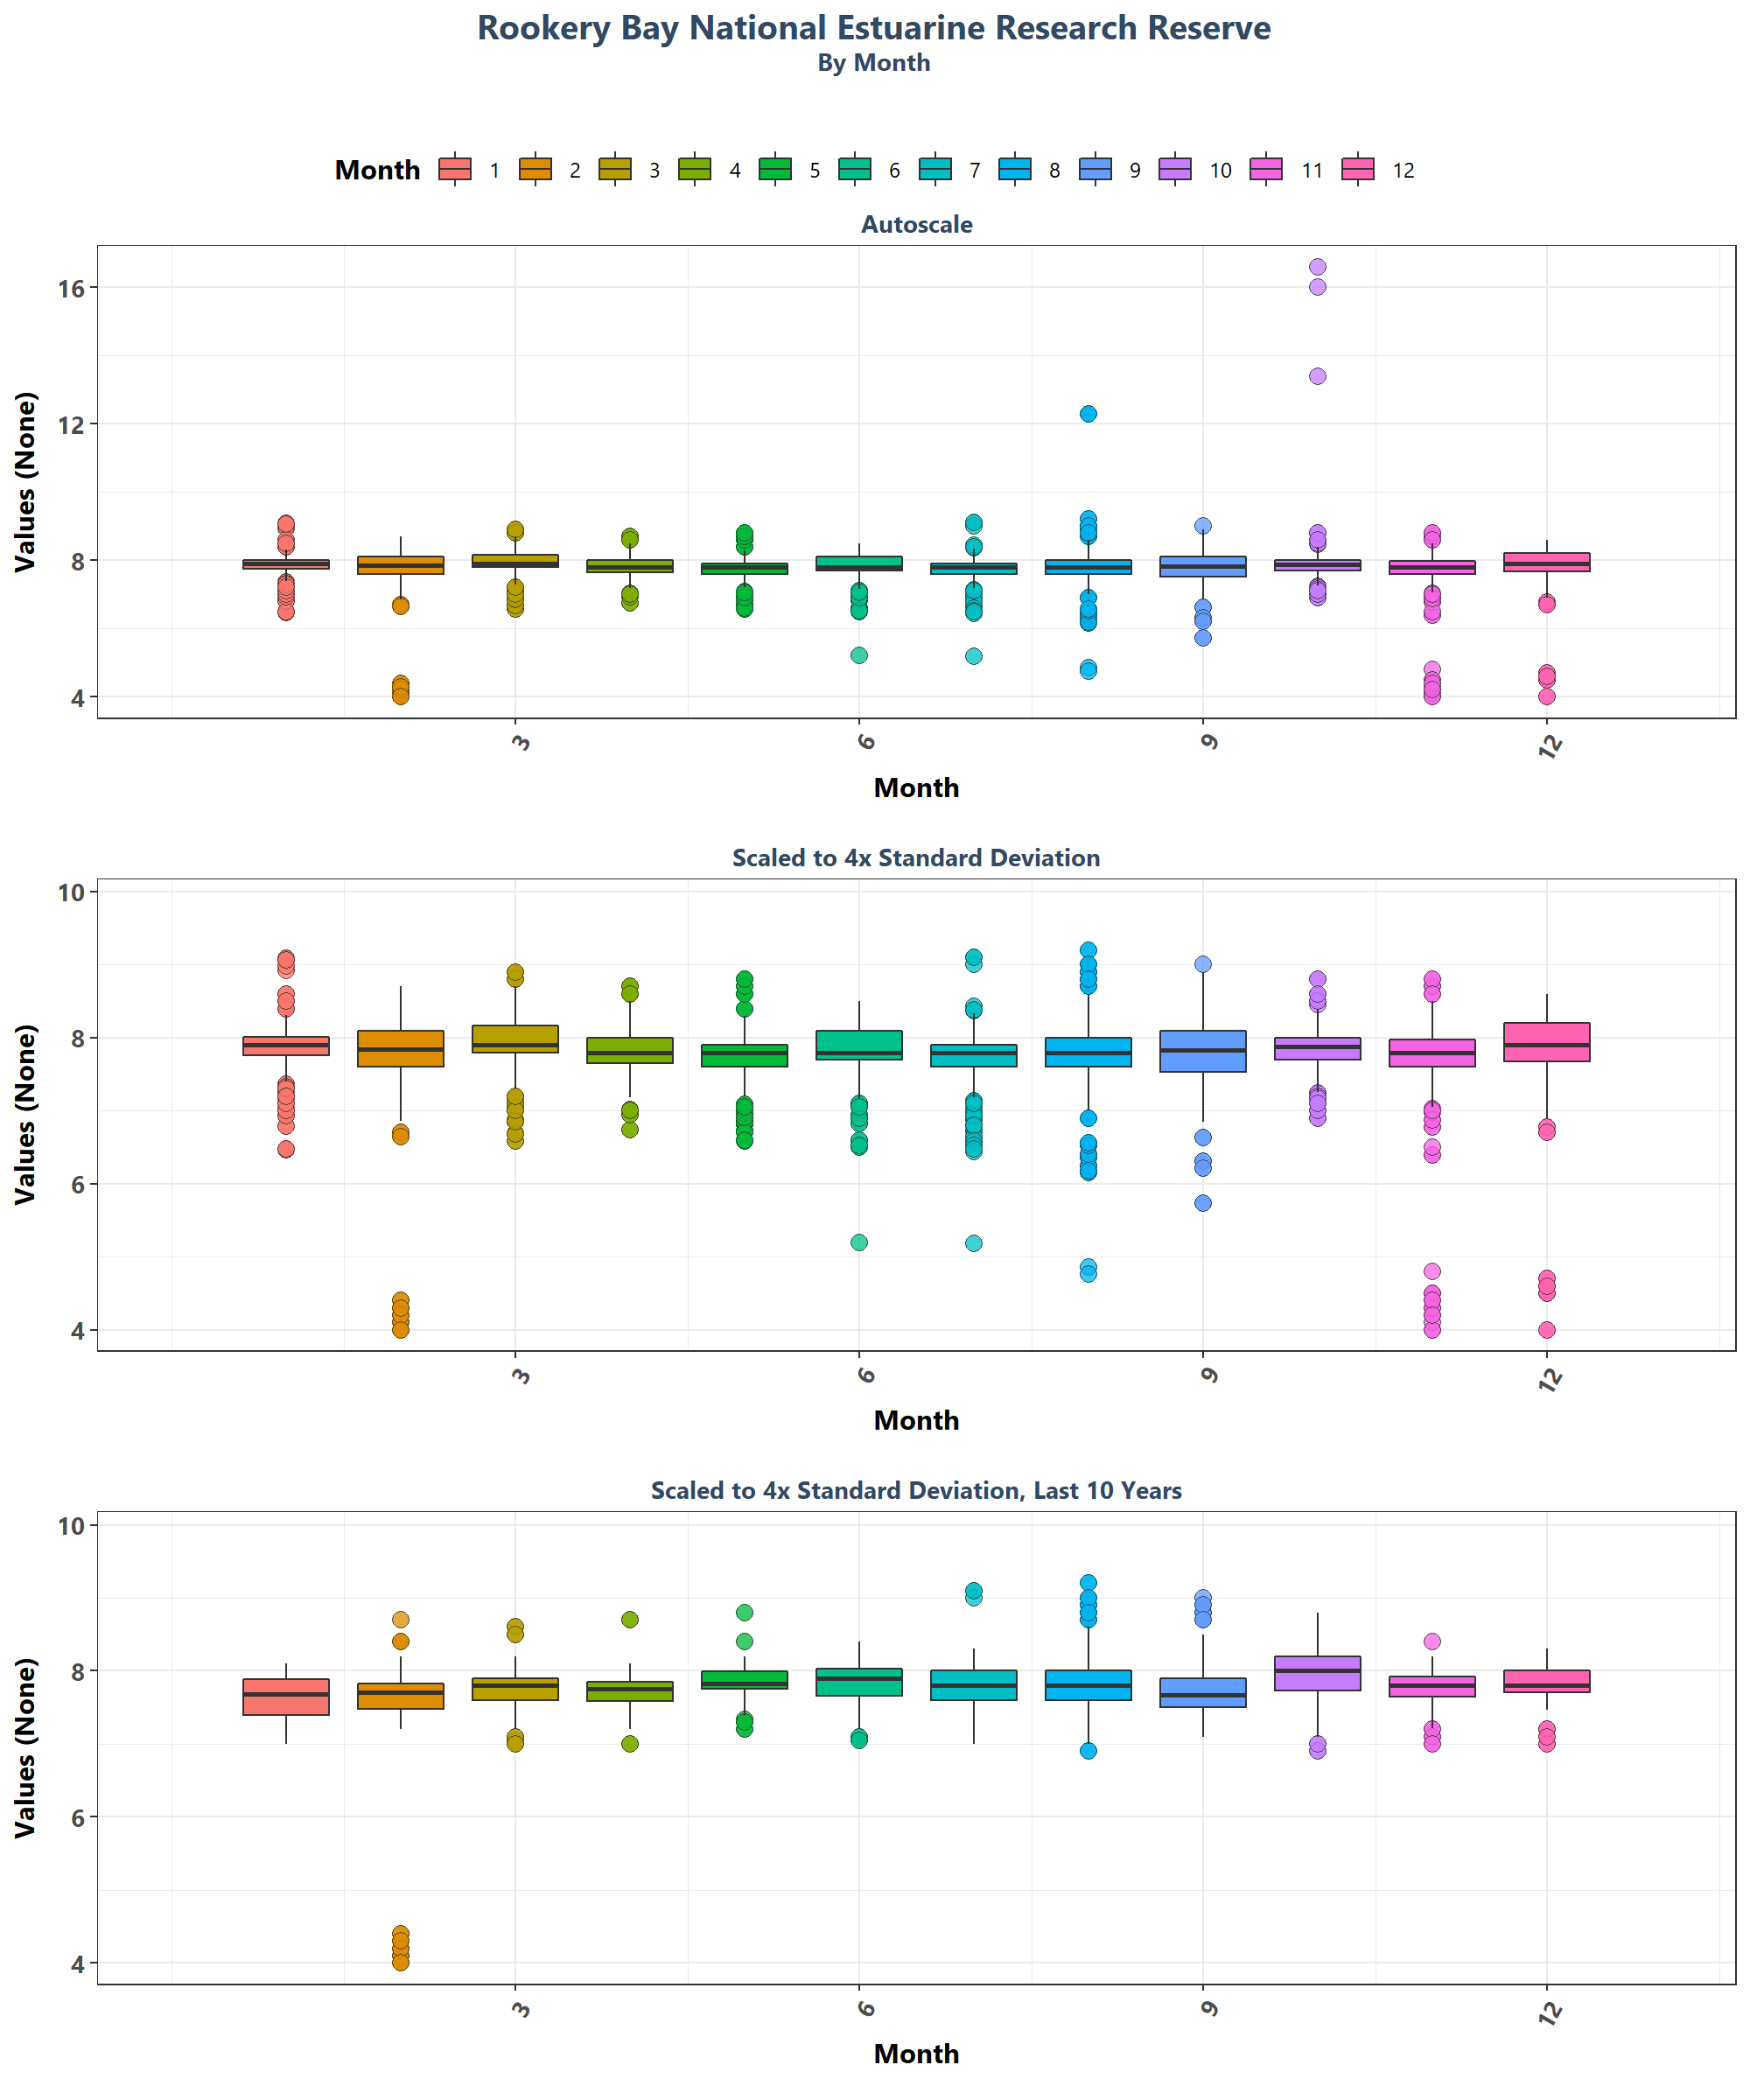 Rookery Bay National Estuarine Research Reserve
By Month
Month 1 2 3 4 5 6 7 8 9 10 11 12
Autoscale
Values (None)
16
12
8
4
3 6 9 12
Month
Scaled to 4x Standard Deviation
Values (None)
10
8
6
4
3 6 9 12
Month
Scaled to 4x Standard Deviation, Last 10 Years
Values (None)
10
8
6
4
3 6 9 12
Month